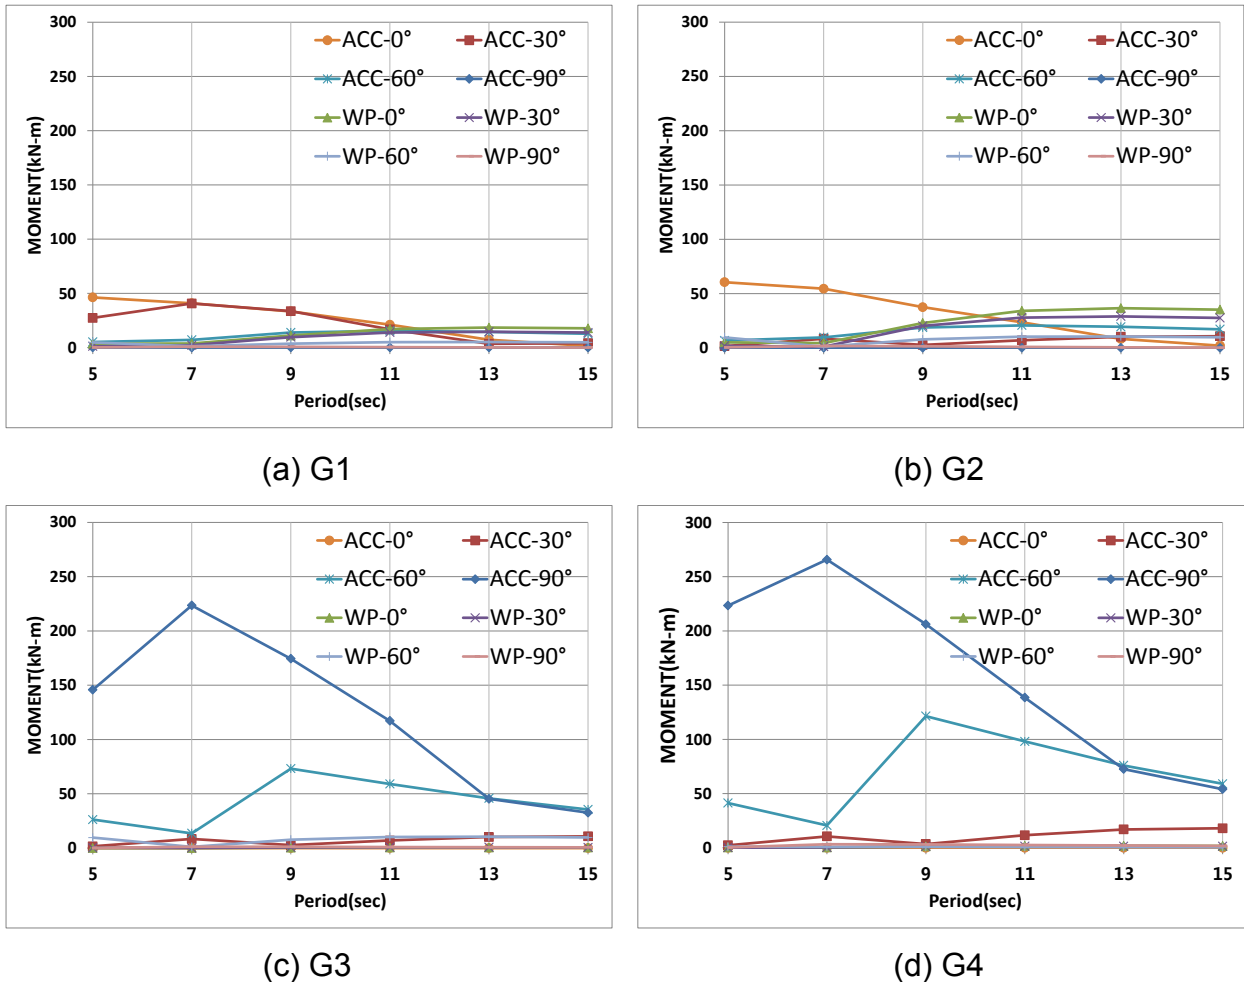 300
250
200
150
100
50
0
MOMENT(kN-m)
ACC-0° ACC-30°
ACC-60° ACC-90°
WP-0° WP-30°
WP-60° WP-90°
5 7 9 11 13 15
Period(sec)
(a) G1
300
250
200
150
100
50
0
MOMENT(kN-m)
ACC-0° ACC-30°
ACC-60° ACC-90°
WP-0° WP-30°
WP-60° WP-90°
5 7 9 11 13 15
Period(sec)
(b) G2
300
250
200
150
100
50
0
MOMENT(kN-m)
ACC-0° ACC-30°
ACC-60° ACC-90°
WP-0° WP-30°
WP-60° WP-90°
5 7 9 11 13 15
Period(sec)
(c) G3
300
250
200
150
100
50
0
MOMENT(kN-m)
ACC-0° ACC-30°
ACC-60° ACC-90°
WP-0° WP-30°
WP-60° WP-90°
5 7 9 11 13 15
Period(sec)
(d) G4